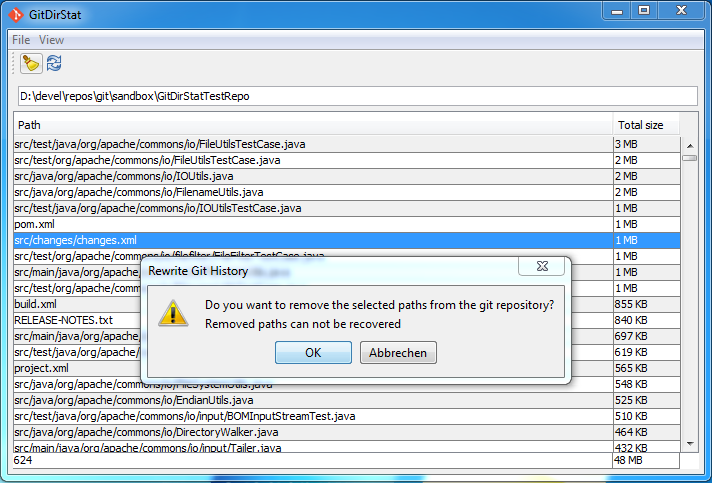 GitDirStat
File View
D:\devel\repos\git\sandbox\GitDirStatTestRepo
Path Total size
src/test/java/org/apache/commons/io/FileUtilsTestCase.java 3 MB
src/test/org/apache/commons/io/FileUtilsTestCase.java 2 MB
src/java/org/apache/commons/io/IOUtils.java 2 MB
src/java/org/apache/commons/io/FilenameUtils.java 2 MB
src/test/java/org/apache/commons/io/IOUtilsTestCase.java 1 MB
pom.xml 1 MB
src/changes/changes.xml 1 MB
src/test/org/apache/commons/io/filefilter/FileFilterTestCase.java 1 MB
src/main/java/org/apache 1 MB
src/test/java/org/apache/ 1 MB
build.xml 855 KB
RELEASE-NOTES.txt 840 KB
src/main/java/org/apache/ 697 KB
src/test/org/apache/com 619 KB
project.xml 565 KB
src/java/org/apache/commons/io/FileSystemUtils.java 548 KB
src/java/org/apache/commons/io/EndianUtils.java 525 KB
src/test/java/org/apache/commons/io/input/BOMInputStreamTest.java 510 KB
src/java/org/apache/commons/io/DirectoryWalker.java 464 KB
src/main/java/org/apache/commons/io/input/Tailer.java 432 KB
624 48 MB
Rewrite Git History
Do you want to remove the selected paths from the git repository?
Removed paths can not be recovered
OK Abbrechen